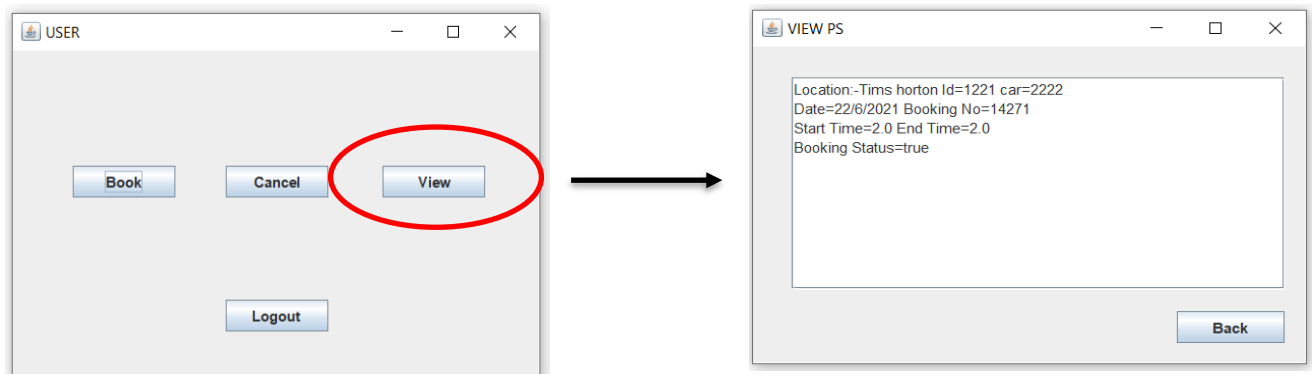 USER
Book
Cancel
View
Logout
VIEW PS
Location:-Tims horton Id=1221 car=2222
Date=22/6/2021 Booking No=14271
Start Time=2.0 End Time=2.0
Booking Status=true
Back